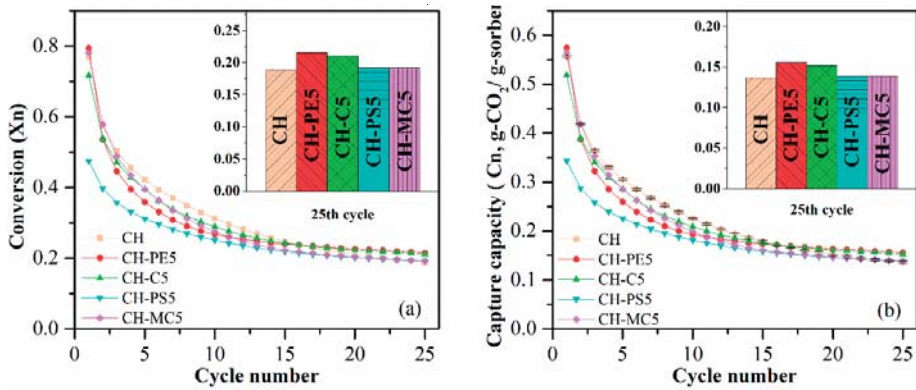 0.8
0.6
0.4
0.2
0.0
Conversion (Xn)
0.20
0.15
0.10
0.05
0.00
CH
CH-PE5
CH-C5
CH-PS5
CH-MC5
25th cycle
CH
CH-PE5
CH-C5
CH-PS5
CH-MC5
(a)
0 5 10 15 20 25
Cycle number
0.6
0.5
0.4
0.3
0.2
0.1
0.0
Capture capacity ( Cn, g-CO2/ g-sorben
0.15
0.10
0.05
0.00
CH
CH-PE5
CH-C5
CH-PS5
CH-MC5
25th cycle
CH
CH-PE5
CH-C5
CH-PS5
CH-MC5
(b)
0 5 10 15 20 25
Cycle number